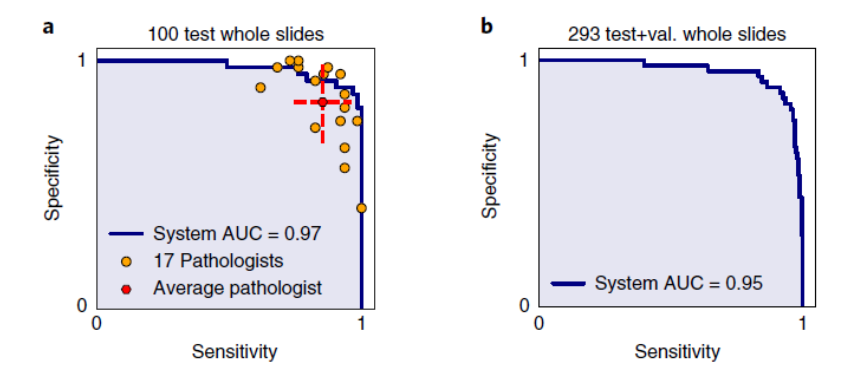 a
100 test whole slides
1
Specificity
System AUC = 0.97
17 Pathologists
Average pathologist
0
0
1
Sensitivity
b
293 test+val. whole slides
1
Specificity
System AUC = 0.95
0
0
1
Sensitivity